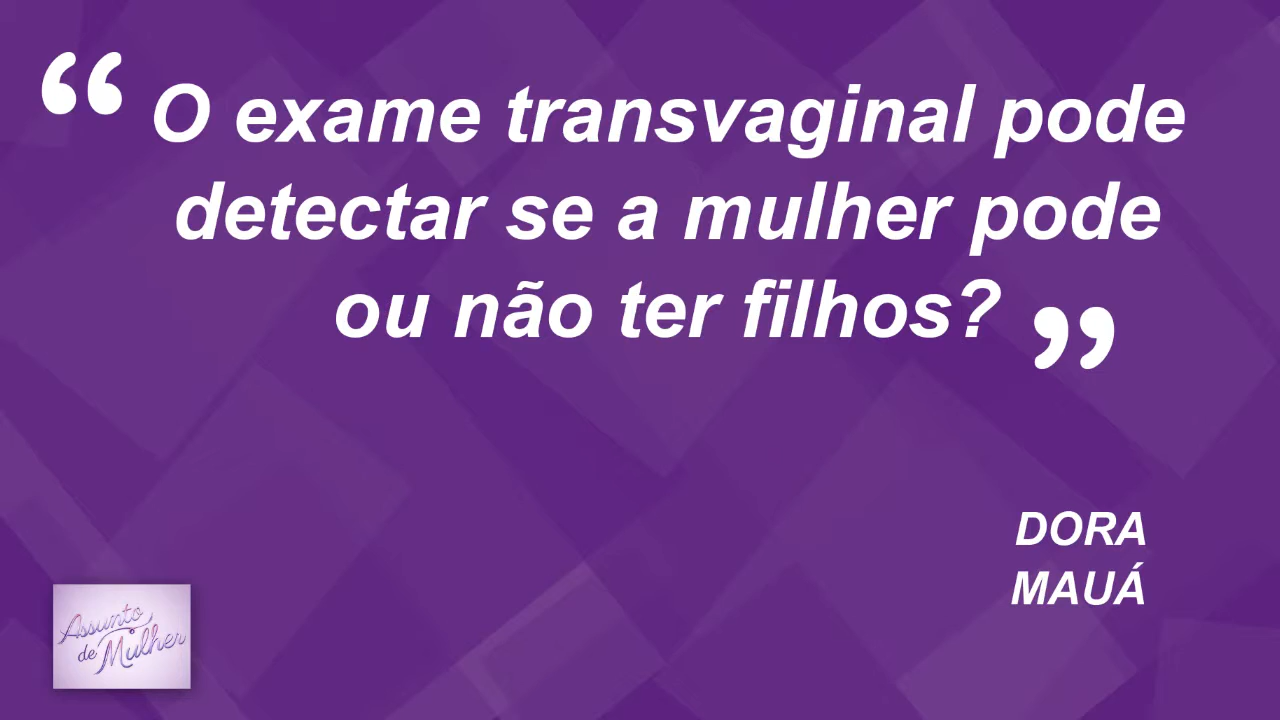 “ O exame transvaginal pode
detectar se a mulher pode
ou não ter filhos? ”
DORA
MAUÁ
Assunto
de Mulher